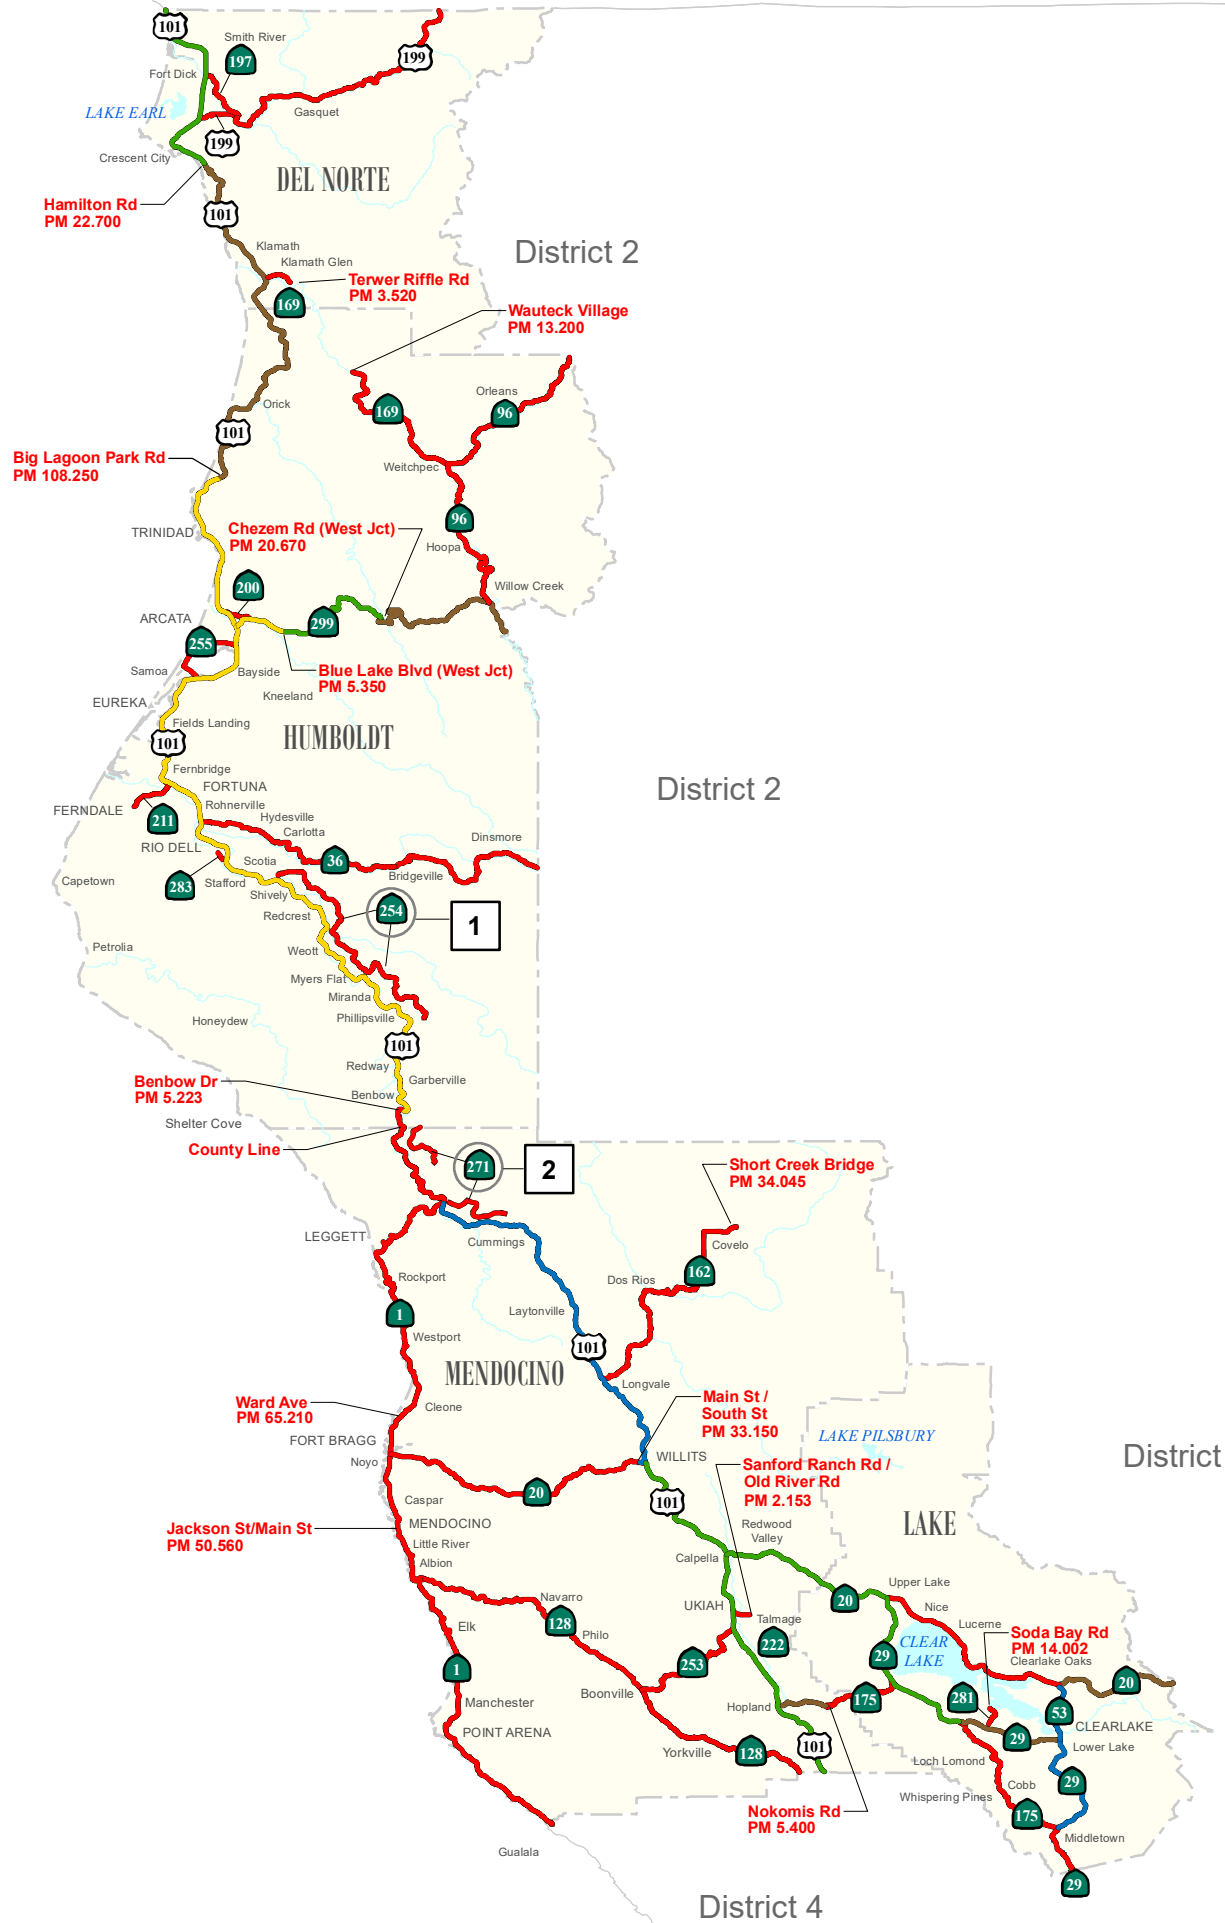 101
Smith River
197
199
Fort Dick
LAKE EARL
Gasquet
199
Crescent City
DEL NORTE
Hamilton Rd
PM 22.700
101
District 2
Klamath
Klamath Glen
Terwer Riffle Rd
PM 3.520
169
Wauteck Village
PM 13.200
Orleans
169
96
Orick
101
Big Lagoon Park Rd
PM 108.250
Weitchpec
96
TRINIDAD
Chezem Rd (West Jct)
PM 20.670
Hoopa
Willow Creek
200
ARCATA
299
255
Samoa
Bayside
Blue Lake Blvd (West Jct)
PM 5.350
Kneeland
EUREKA
Fields Landing
101
HUMBOLDT
Fernbridge
District 2
FORTUNA
Rohnerville
FERNDALE
211
Hydesville
Carlotta
Dinsmore
RIO DELL
36
Scotia
Bridgeville
Capetown
283
Stafford
Shively
254
1
Redcrest
Petrolia
Weott
Myers Flat
Miranda
Honeydew
Phillipsville
101
Redway
Garberville
Benbow Dr
PM 5.223
Benbow
Shelter Cove
County Line
271
2
Short Creek Bridge
PM 34.045
LEGGETT
Cummings
Covelo
162
Rockport
Dos Rios
1
Laytonville
Westport
101
MENDOCINO
Longvale
Ward Ave
PM 65.210
Cleone
Main St /
South St
PM 33.150
FORT BRAGG
Noyo
WILLITS
LAKE PILSBURY
District
Sanford Ranch Rd /
Old River Rd
PM 2.153
20
101
Caspar
MENDOCINO
Jackson St/Main St
PM 50.560
Little River
Albion
Redwood
Valley
LAKE
Calpella
Upper Lake
Navarro
20
Nice
UKIAH
Talmage
Lucerne
128
Elk
Philo
222
CLEAR
LAKE
Soda Bay Rd
PM 14.002
Clearlake Oaks
253
29
1
20
Boonville
Manchester
Hopland
175
281
53
POINT ARENA
CLEARLAKE
29
Lower Lake
Yorkville
128
101
Loch Lomond
29
Cobb
Whispering Pines
Nokomis Rd
PM 5.400
175
Middletown
Gualala
29
District 4